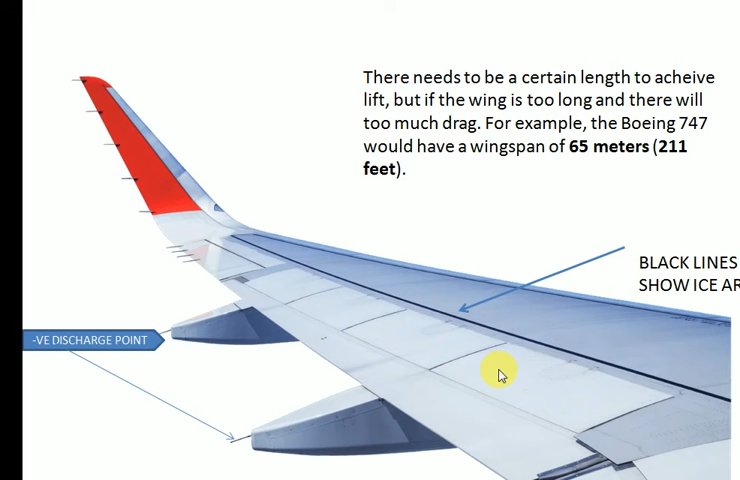 There needs to be a certain length to acheive
lift, but if the wing is too long and there will
too much drag. For example, the Boeing 747
would have a wingspan of 65 meters (211
feet).
BLACK LINES
SHOW ICE AR
-VE DISCHARGE POINT